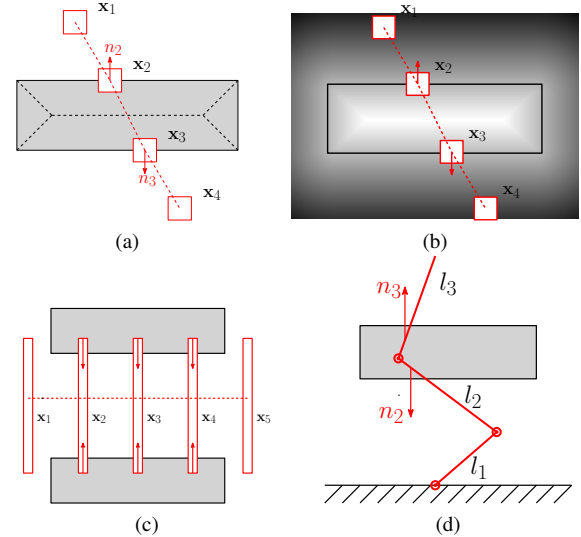 x₁
n₂
x₂
x₃
n₃
x₄
(a)
x₁
x₂
x₃
x₄
(b)
x₁
x₂
x₃
x₄
x₅
(c)
n₃
l₃
n₂
l₂
l₁
(d)